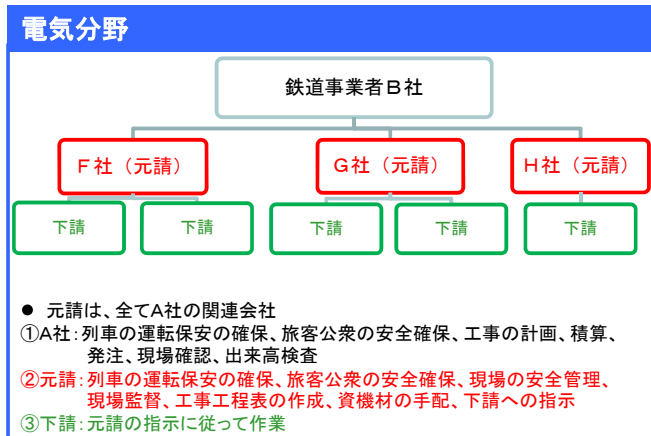 電気分野
鉄道事業者B社
F社(元請) G社(元請) H社(元請)
下請 下請 下請 下請 下請
● 元請は、全てA社の関連会社
①A社:列車の運転保安の確保、旅客公衆の安全確保、工事の計画、積算、
発注、現場確認、出来高検査
②元請:列車の運転保安の確保、旅客公衆の安全確保、現場の安全管理、
現場監督、工事工程表の作成、資機材の手配、下請への指示
③下請:元請の指示に従って作業